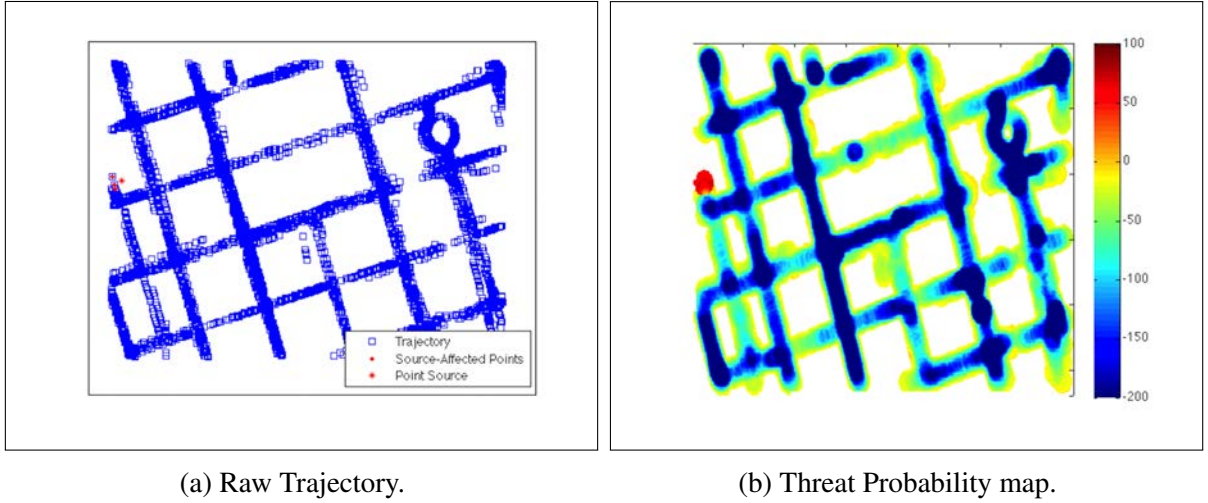 Trajectory
Source-Affected Points
Point Source
100
50
0
-50
-100
-150
-200
(a) Raw Trajectory.
(b) Threat Probability map.